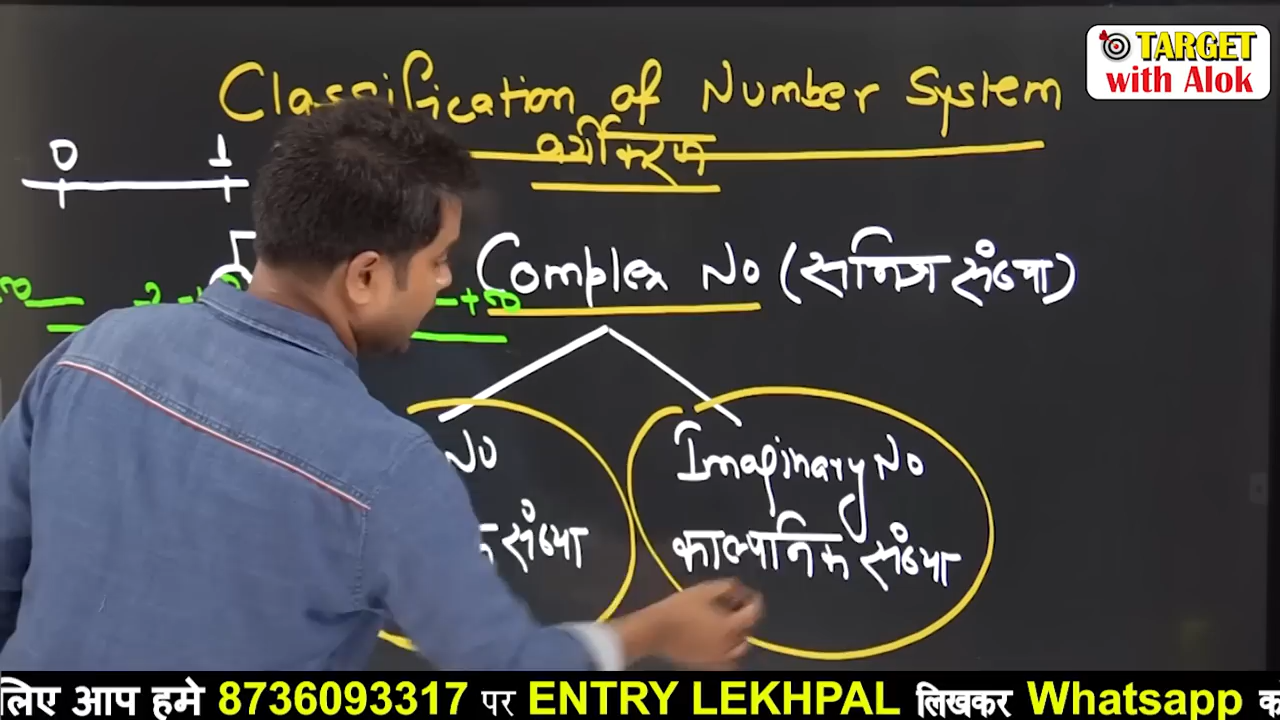 TARGET
with Alok
Classification of Number System
वर्गीकरण
0 1
Complex No (सम्मिश्र संख्या)
-2
+∞
No
Imaginary No
संख्या
काल्पनिक संख्या
लिए आप हमे 8736093317 पर ENTRY LEKHPAL लिखकर Whatsapp